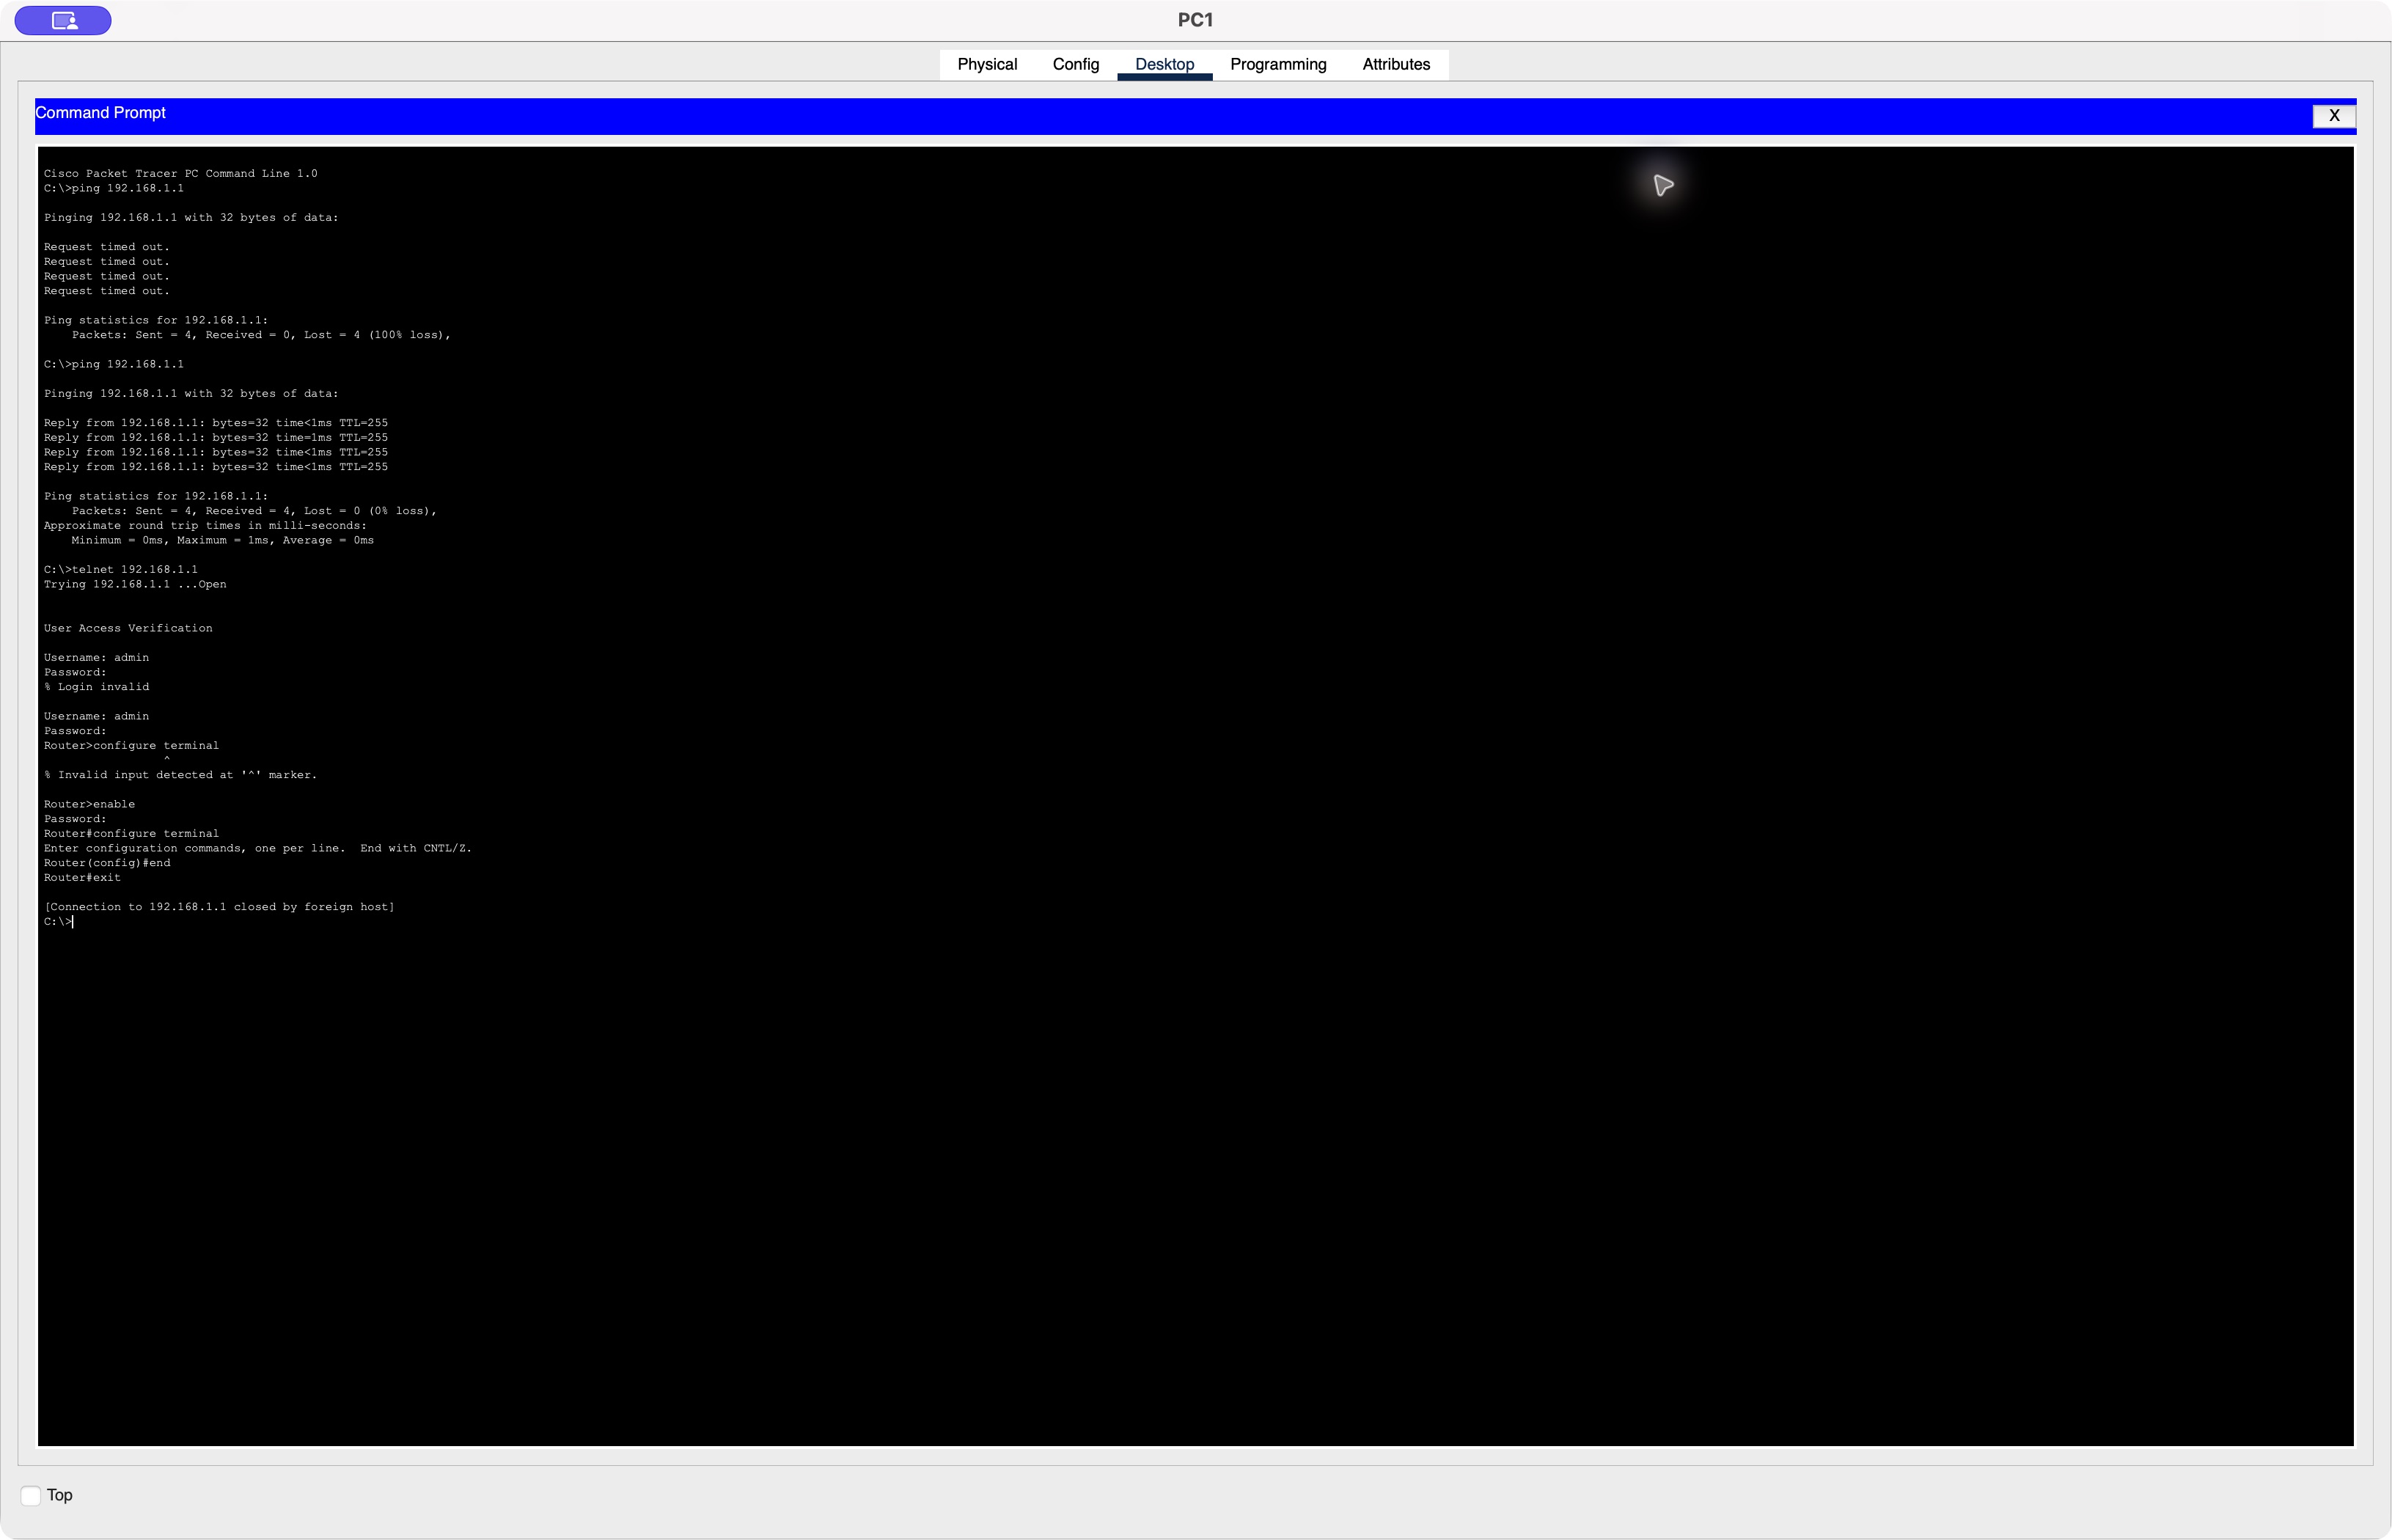 PC1
Physical Config Desktop Programming Attributes
Command Prompt
X
Cisco Packet Tracer PC Command Line 1.0
C:\>ping 192.168.1.1
Pinging 192.168.1.1 with 32 bytes of data:
Request timed out.
Request timed out.
Request timed out.
Request timed out.
Ping statistics for 192.168.1.1:
    Packets: Sent = 4, Received = 0, Lost = 4 (100% loss),
C:\>ping 192.168.1.1
Pinging 192.168.1.1 with 32 bytes of data:
Reply from 192.168.1.1: bytes=32 time<1ms TTL=255
Reply from 192.168.1.1: bytes=32 time=1ms TTL=255
Reply from 192.168.1.1: bytes=32 time<1ms TTL=255
Reply from 192.168.1.1: bytes=32 time<1ms TTL=255
Ping statistics for 192.168.1.1:
    Packets: Sent = 4, Received = 4, Lost = 0 (0% loss),
Approximate round trip times in milli-seconds:
    Minimum = 0ms, Maximum = 1ms, Average = 0ms
C:\>telnet 192.168.1.1
Trying 192.168.1.1 ...Open
User Access Verification
Username: admin
Password:
% Login invalid
Username: admin
Password:
Router>configure terminal
                 ^
% Invalid input detected at '^' marker.
Router>enable
Password:
Router#configure terminal
Enter configuration commands, one per line.  End with CNTL/Z.
Router(config)#end
Router#exit
[Connection to 192.168.1.1 closed by foreign host]
C:\>
Top